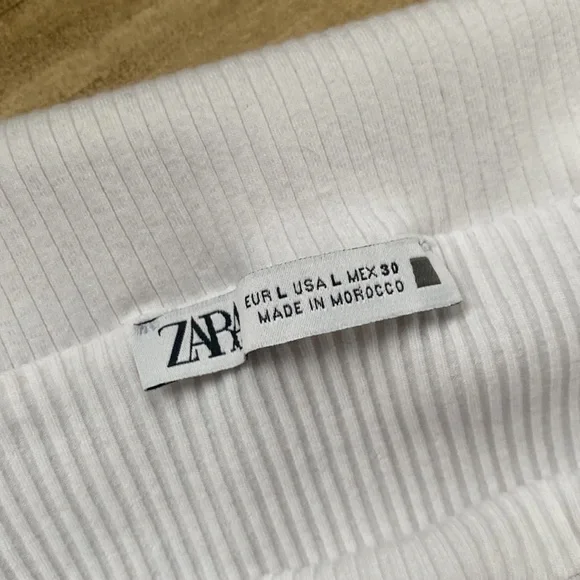 ZARA
EUR L USA L MEX 30
MADE IN MOROCCO